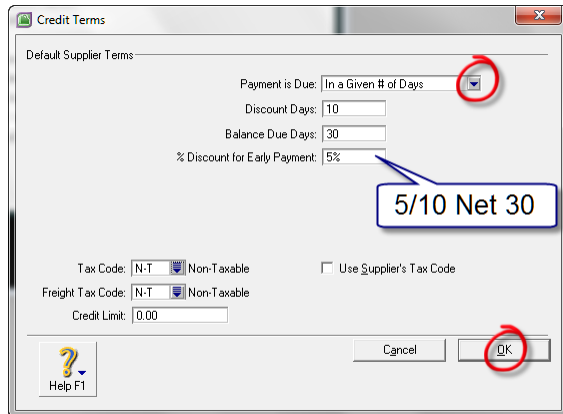 Credit Terms
Default Supplier Terms
Payment is Due: In a Given # of Days
Discount Days: 10
Balance Due Days: 30
% Discount for Early Payment: 5%
5/10 Net 30
Tax Code: N-T Non-Taxable Use Supplier's Tax Code
Freight Tax Code: N-T Non-Taxable
Credit Limit: 0.00
Cancel OK
Help F1